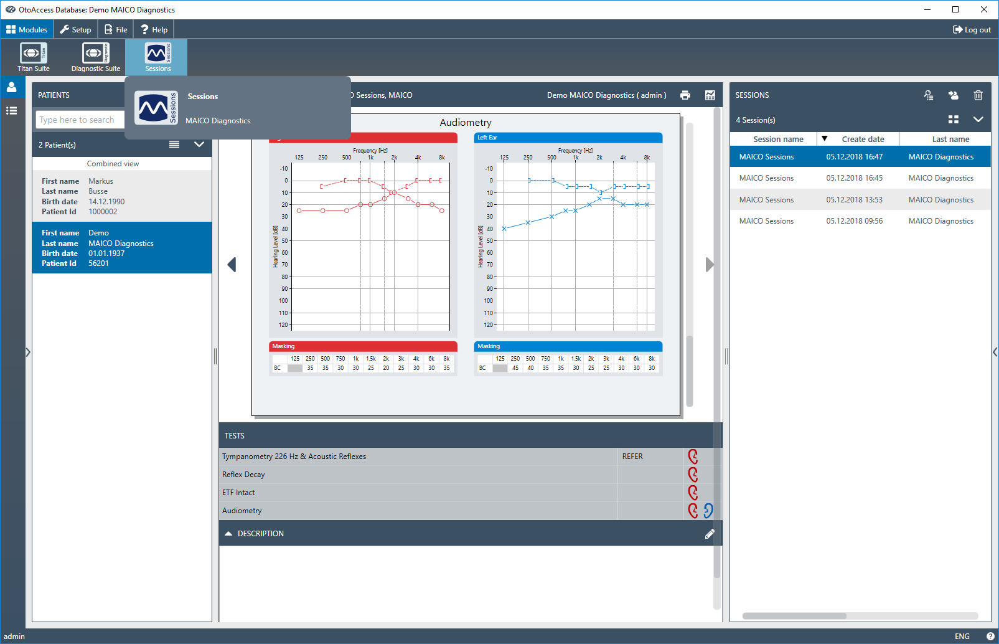 OtoAccess Database: Demo MAICO Diagnostics
Modules Setup File Help Log out
Titan Diagnostic Sessions
Titan Suite Diagnostic Suite Sessions
PATIENTS
Type here to search
2 Patient(s)
Combined view
First name Markus
Last name Busse
Birth date 14.12.1990
Patient Id 1000002
First name Demo
Last name MAICO Diagnostics
Birth date 01.01.1937
Patient Id 56201
Sessions
Sessions
MAICO Diagnostics
Sessions, MAICO Demo MAICO Diagnostics ( admin )
Audiometry
Frequency [Hz]
125 250 500 1k 2k 4k 8k
Hearing Level [dB]
-10
0
10
20
30
40
50
60
70
80
90
100
110
120
Left Ear
Frequency [Hz]
125 250 500 1k 2k 4k 8k
Hearing Level [dB]
-10
0
10
20
30
40
50
60
70
80
90
100
110
120
Masking
125 250 500 750 1k 1,5k 2k 3k 4k 6k 8k
BC 35 35 30 30 25 20 25 30 30 35
Masking
125 250 500 750 1k 1,5k 2k 3k 4k 6k 8k
BC 45 40 35 35 30 25 25 30 30 30
TESTS
Tympanometry 226 Hz & Acoustic Reflexes REFER
Reflex Decay
ETF Intact
Audiometry
DESCRIPTION
SESSIONS
4 Session(s)
Session name Create date Last name
MAICO Sessions 05.12.2018 16:47 MAICO Diagnostics
MAICO Sessions 05.12.2018 16:45 MAICO Diagnostics
MAICO Sessions 05.12.2018 13:53 MAICO Diagnostics
MAICO Sessions 05.12.2018 09:56 MAICO Diagnostics
admin ENG